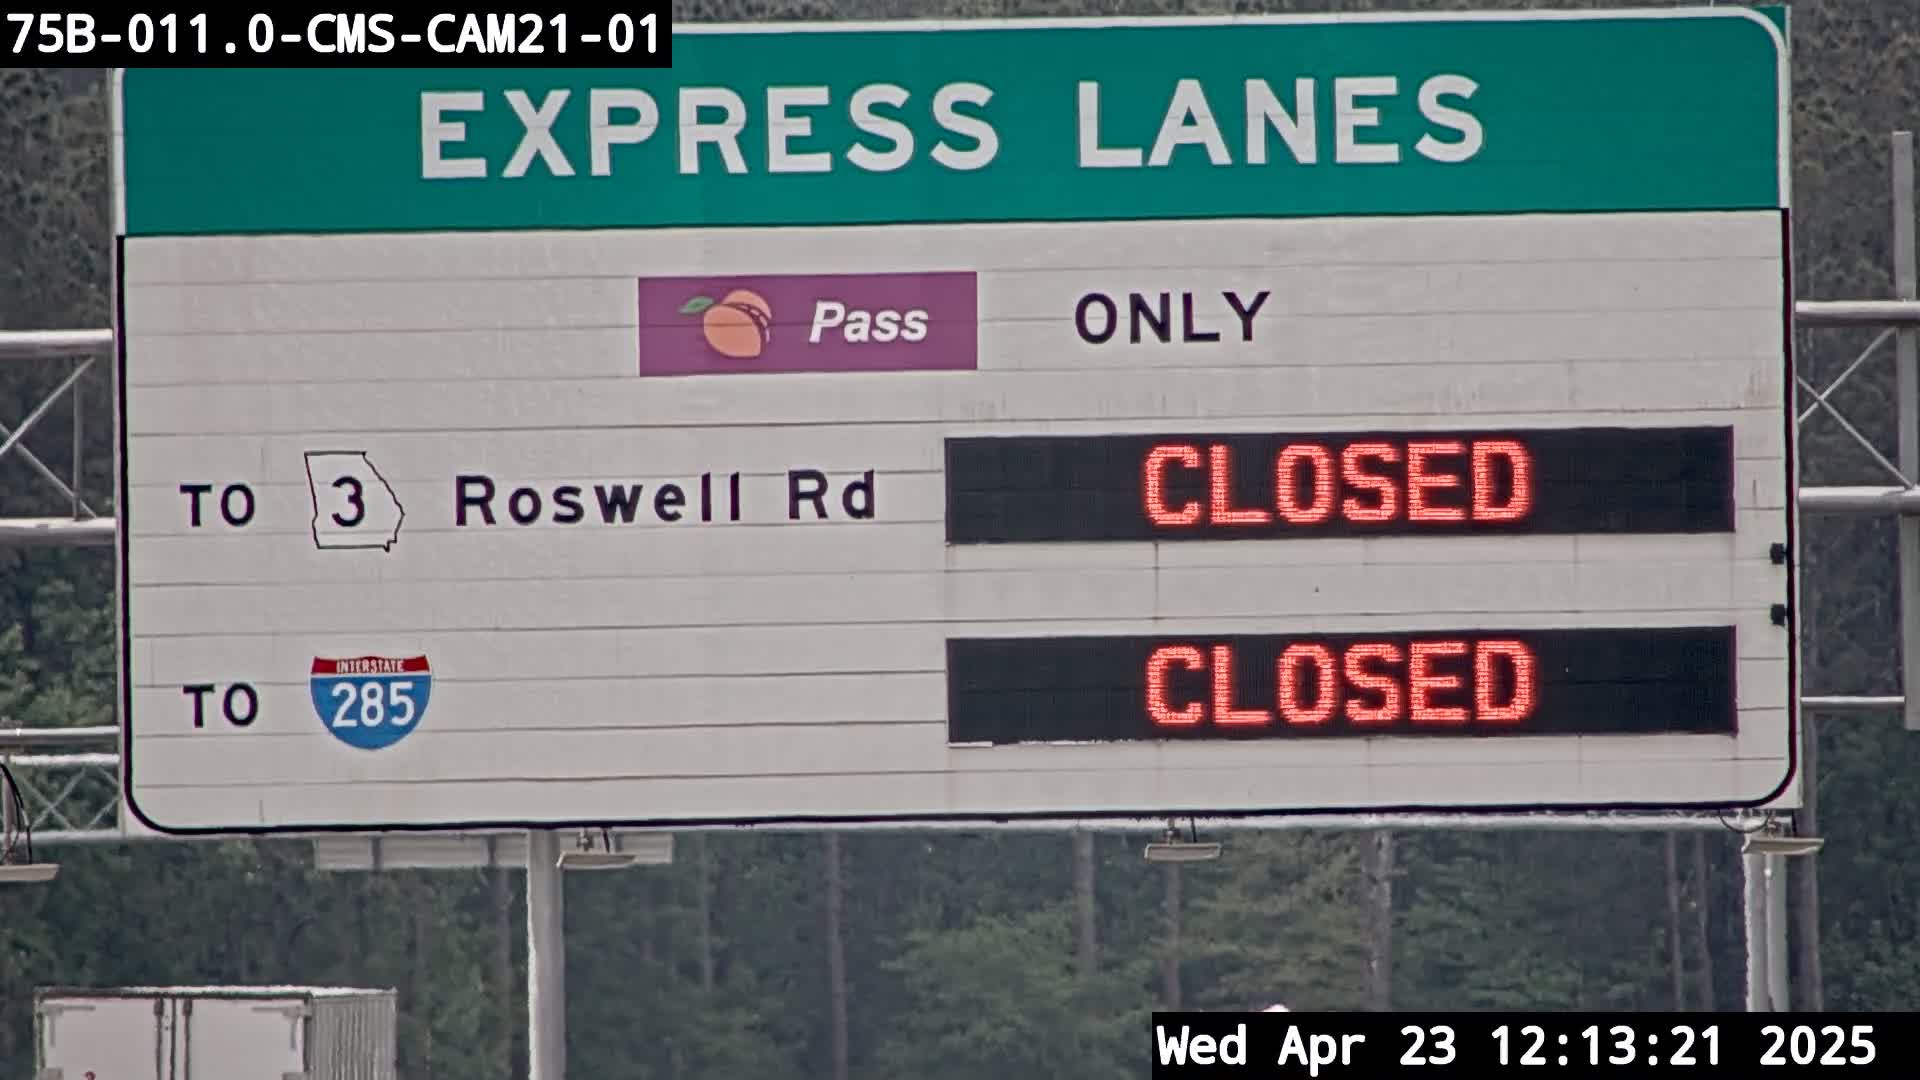 75B-011.0-CMS-CAM21-01
EXPRESS LANES
Pass ONLY
TO 3 Roswell Rd CLOSED
TO INTERSTATE 285 CLOSED
Wed Apr 23 12:13:21 2025